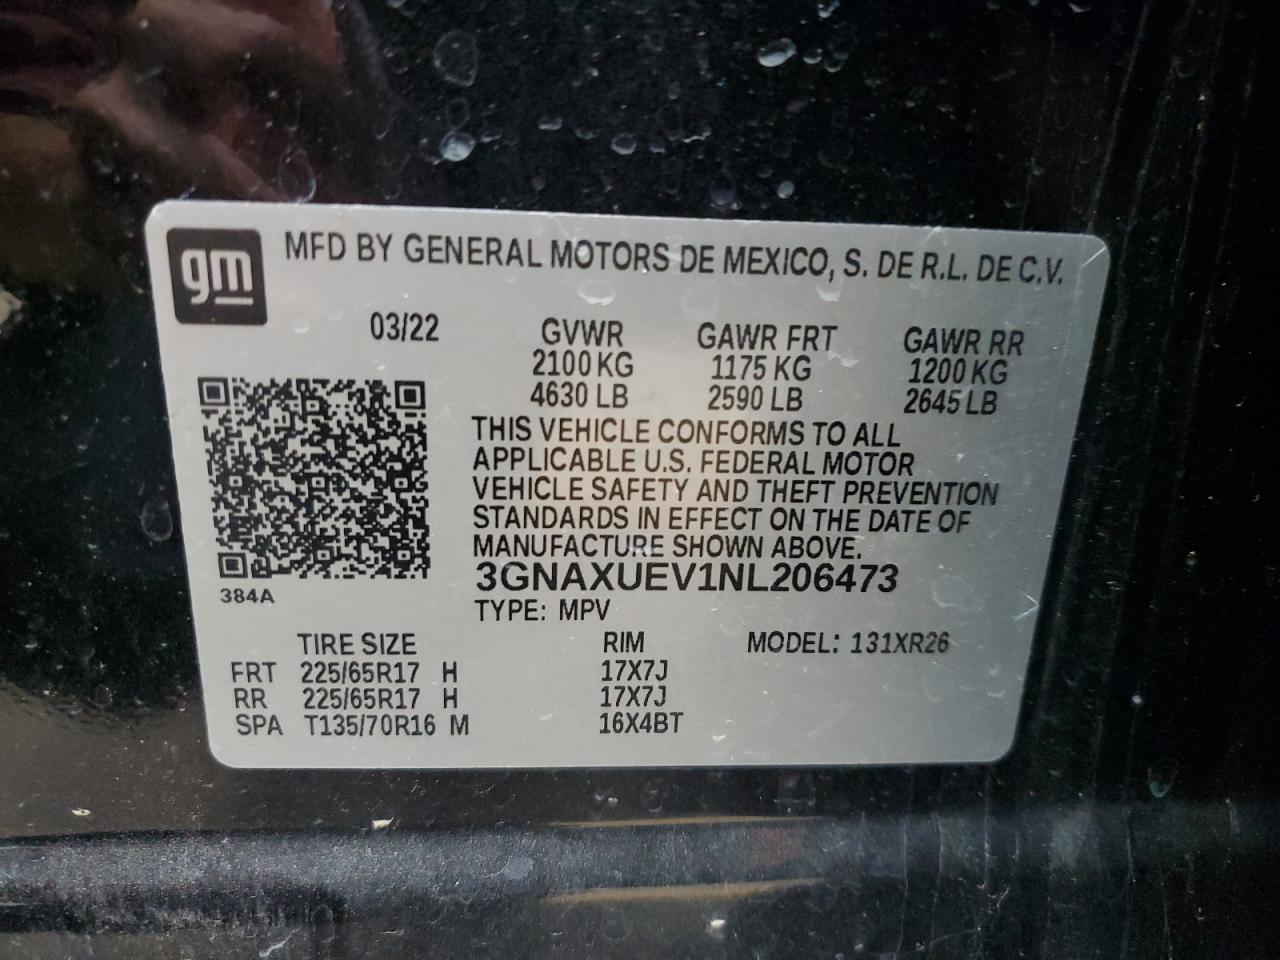 gm
MFD BY GENERAL MOTORS DE MEXICO, S. DE R.L. DE C.V.
03/22 GVWR GAWR FRT GAWR RR
2100 KG 1175 KG 1200 KG
4630 LB 2590 LB 2645 LB
THIS VEHICLE CONFORMS TO ALL
APPLICABLE U.S. FEDERAL MOTOR
VEHICLE SAFETY AND THEFT PREVENTION
STANDARDS IN EFFECT ON THE DATE OF
MANUFACTURE SHOWN ABOVE.
3GNAXUEV1NL206473
384A
TYPE: MPV
TIRE SIZE RIM MODEL: 131XR26
FRT 225/65R17 H 17X7J
RR 225/65R17 H 17X7J
SPA T135/70R16 M 16X4BT